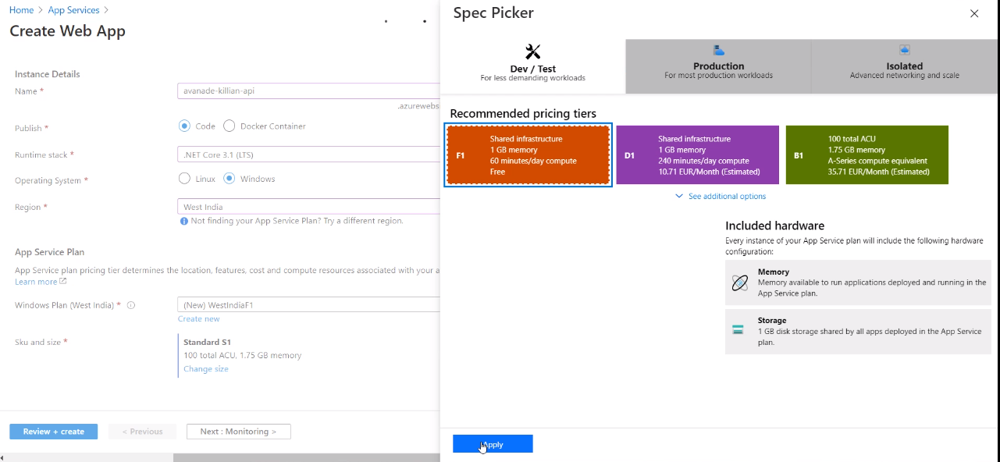 Home > App Services >
Create Web App
Instance Details
Name *
avanade-killian-api
.azurewebs
Publish *
Code
Docker Container
Runtime stack *
.NET Core 3.1 (LTS)
Operating System *
Linux
Windows
Region *
West India
Not finding your App Service Plan? Try a different region.
App Service Plan
App Service plan pricing tier determines the location, features, cost and compute resources associated with your a
Learn more
Windows Plan (West India) *
(New) WestIndiaF1
Create new
Sku and size *
Standard S1
100 total ACU, 1.75 GB memory
Change size
Review + create
< Previous
Next : Monitoring >
Spec Picker
Dev / Test
For less demanding workloads
Production
For most production workloads
Isolated
Advanced networking and scale
Recommended pricing tiers
F1
Shared infrastructure
1 GB memory
60 minutes/day compute
Free
D1
Shared infrastructure
1 GB memory
240 minutes/day compute
10.71 EUR/Month (Estimated)
B1
100 total ACU
1.75 GB memory
A-Series compute equivalent
35.71 EUR/Month (Estimated)
See additional options
Included hardware
Every instance of your App Service plan will include the following hardware
configuration:
Memory
Memory available to run applications deployed and running in the
App Service plan.
Storage
1 GB disk storage shared by all apps deployed in the App Service
plan.
Apply